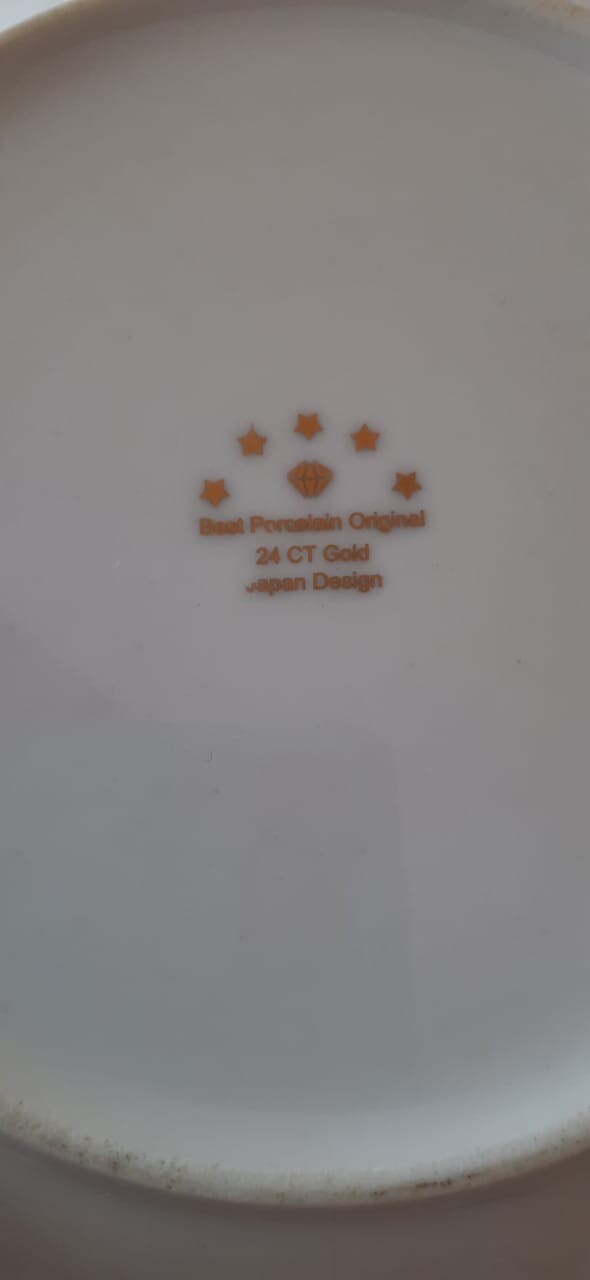 Best Porcelain Original
24 CT Gold
Japan Design